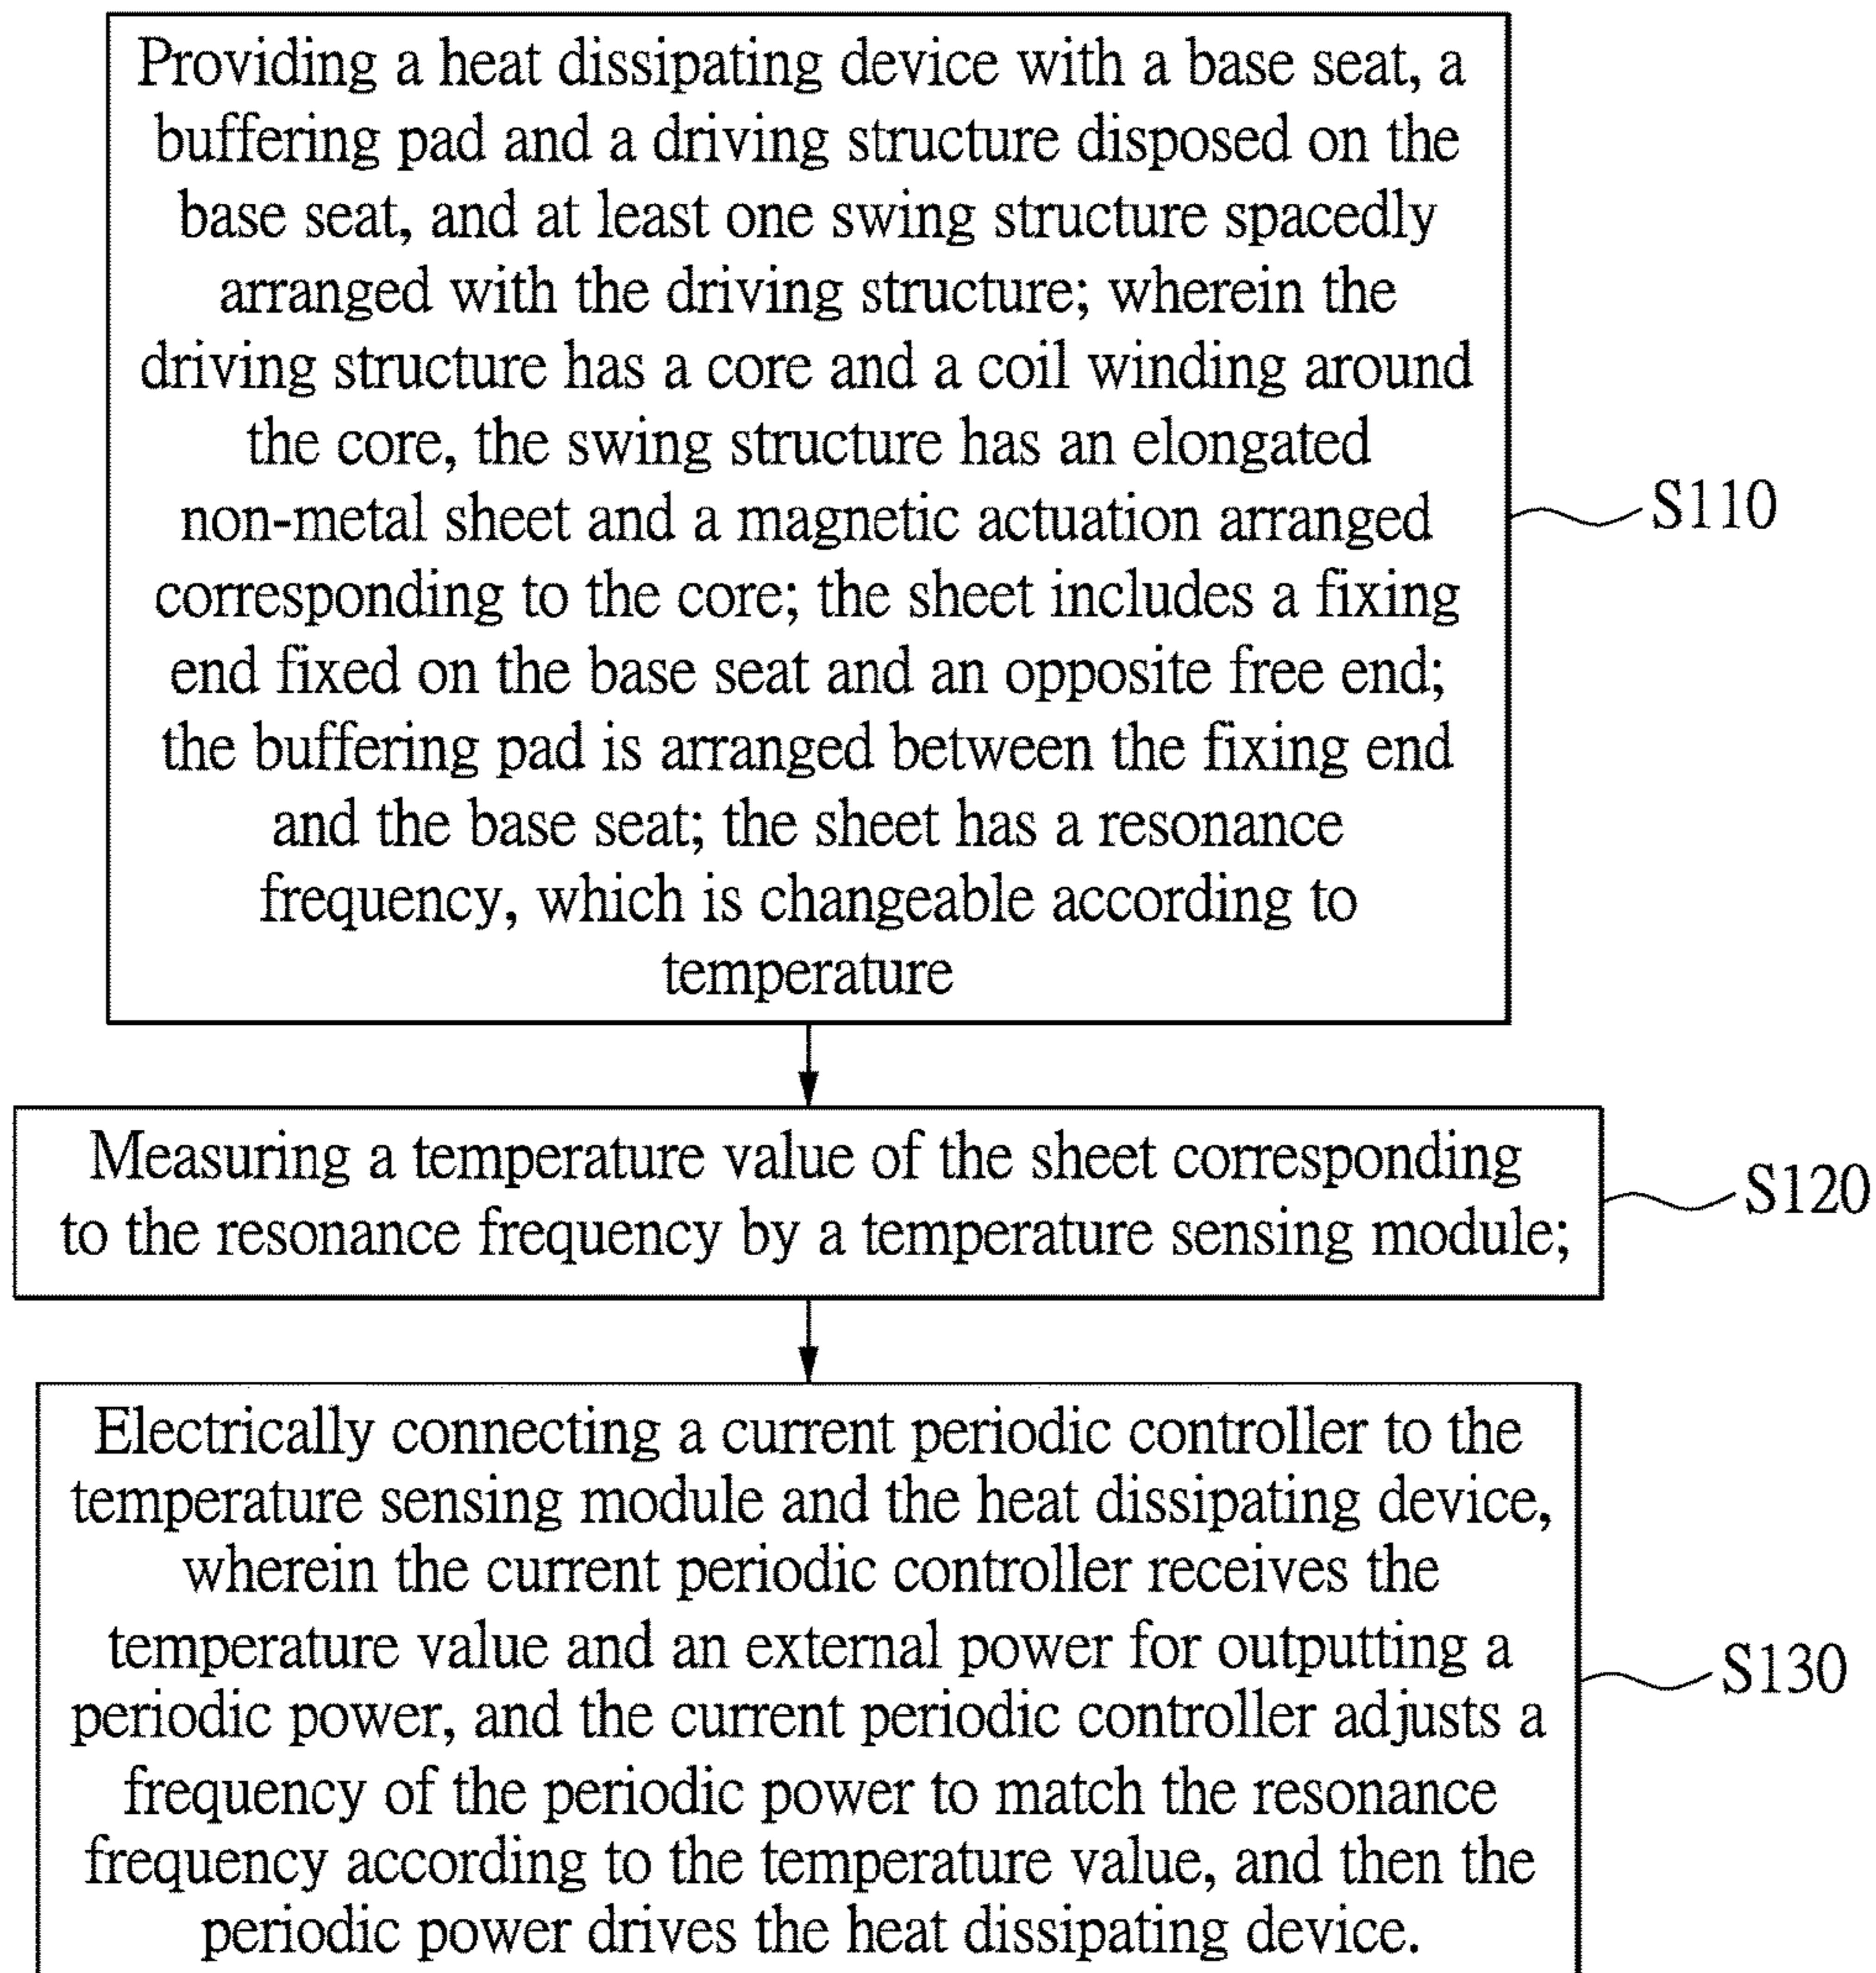 Providing a heat dissipating device with a base seat, a
buffering pad and a driving structure disposed on the
base seat, and at least one swing structure spacedly
arranged with the driving structure; wherein the
driving structure has a core and a coil winding around
the core, the swing structure has an elongated
non-metal sheet and a magnetic actuation arranged
corresponding to the core; the sheet includes a fixing
end fixed on the base seat and an opposite free end;
the buffering pad is arranged between the fixing end
and the base seat; the sheet has a resonance
frequency, which is changeable according to
temperature
S110
Measuring a temperature value of the sheet corresponding
to the resonance frequency by a temperature sensing module;
S120
Electrically connecting a current periodic controller to the
temperature sensing module and the heat dissipating device,
wherein the current periodic controller receives the
temperature value and an external power for outputting a
periodic power, and the current periodic controller adjusts a
frequency of the periodic power to match the resonance
frequency according to the temperature value, and then the
periodic power drives the heat dissipating device.
S130